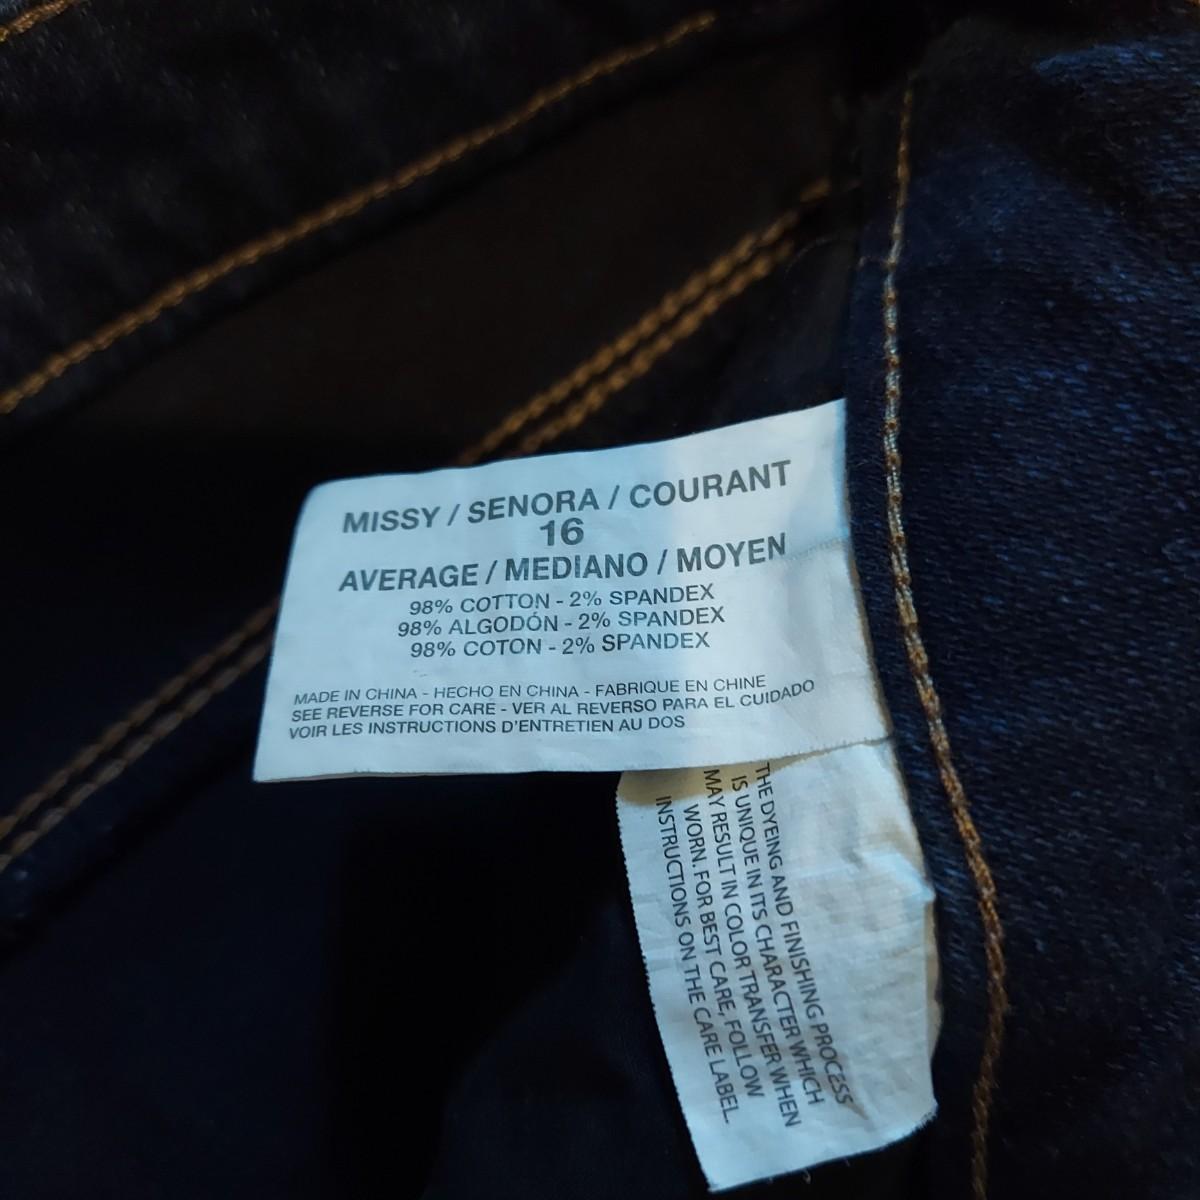 MISSY / SENORA / COURANT
16
AVERAGE / MEDIANO / MOYEN
98% COTTON - 2% SPANDEX
98% ALGODÓN - 2% SPANDEX
98% COTON - 2% SPANDEX
MADE IN CHINA - HECHO EN CHINA - FABRIQUE EN CHINE
SEE REVERSE FOR CARE - VER AL REVERSO PARA EL CUIDADO
VOIR LES INSTRUCTIONS D'ENTRETIEN AU DOS
THE DYEING AND FINISHING PROCESS
IS UNIQUE IN ITS CHARACTER WHICH
MAY RESULT IN COLOR TRANSFER WHEN
WORN. FOR BEST CARE, FOLLOW
INSTRUCTIONS ON THE CARE LABEL.